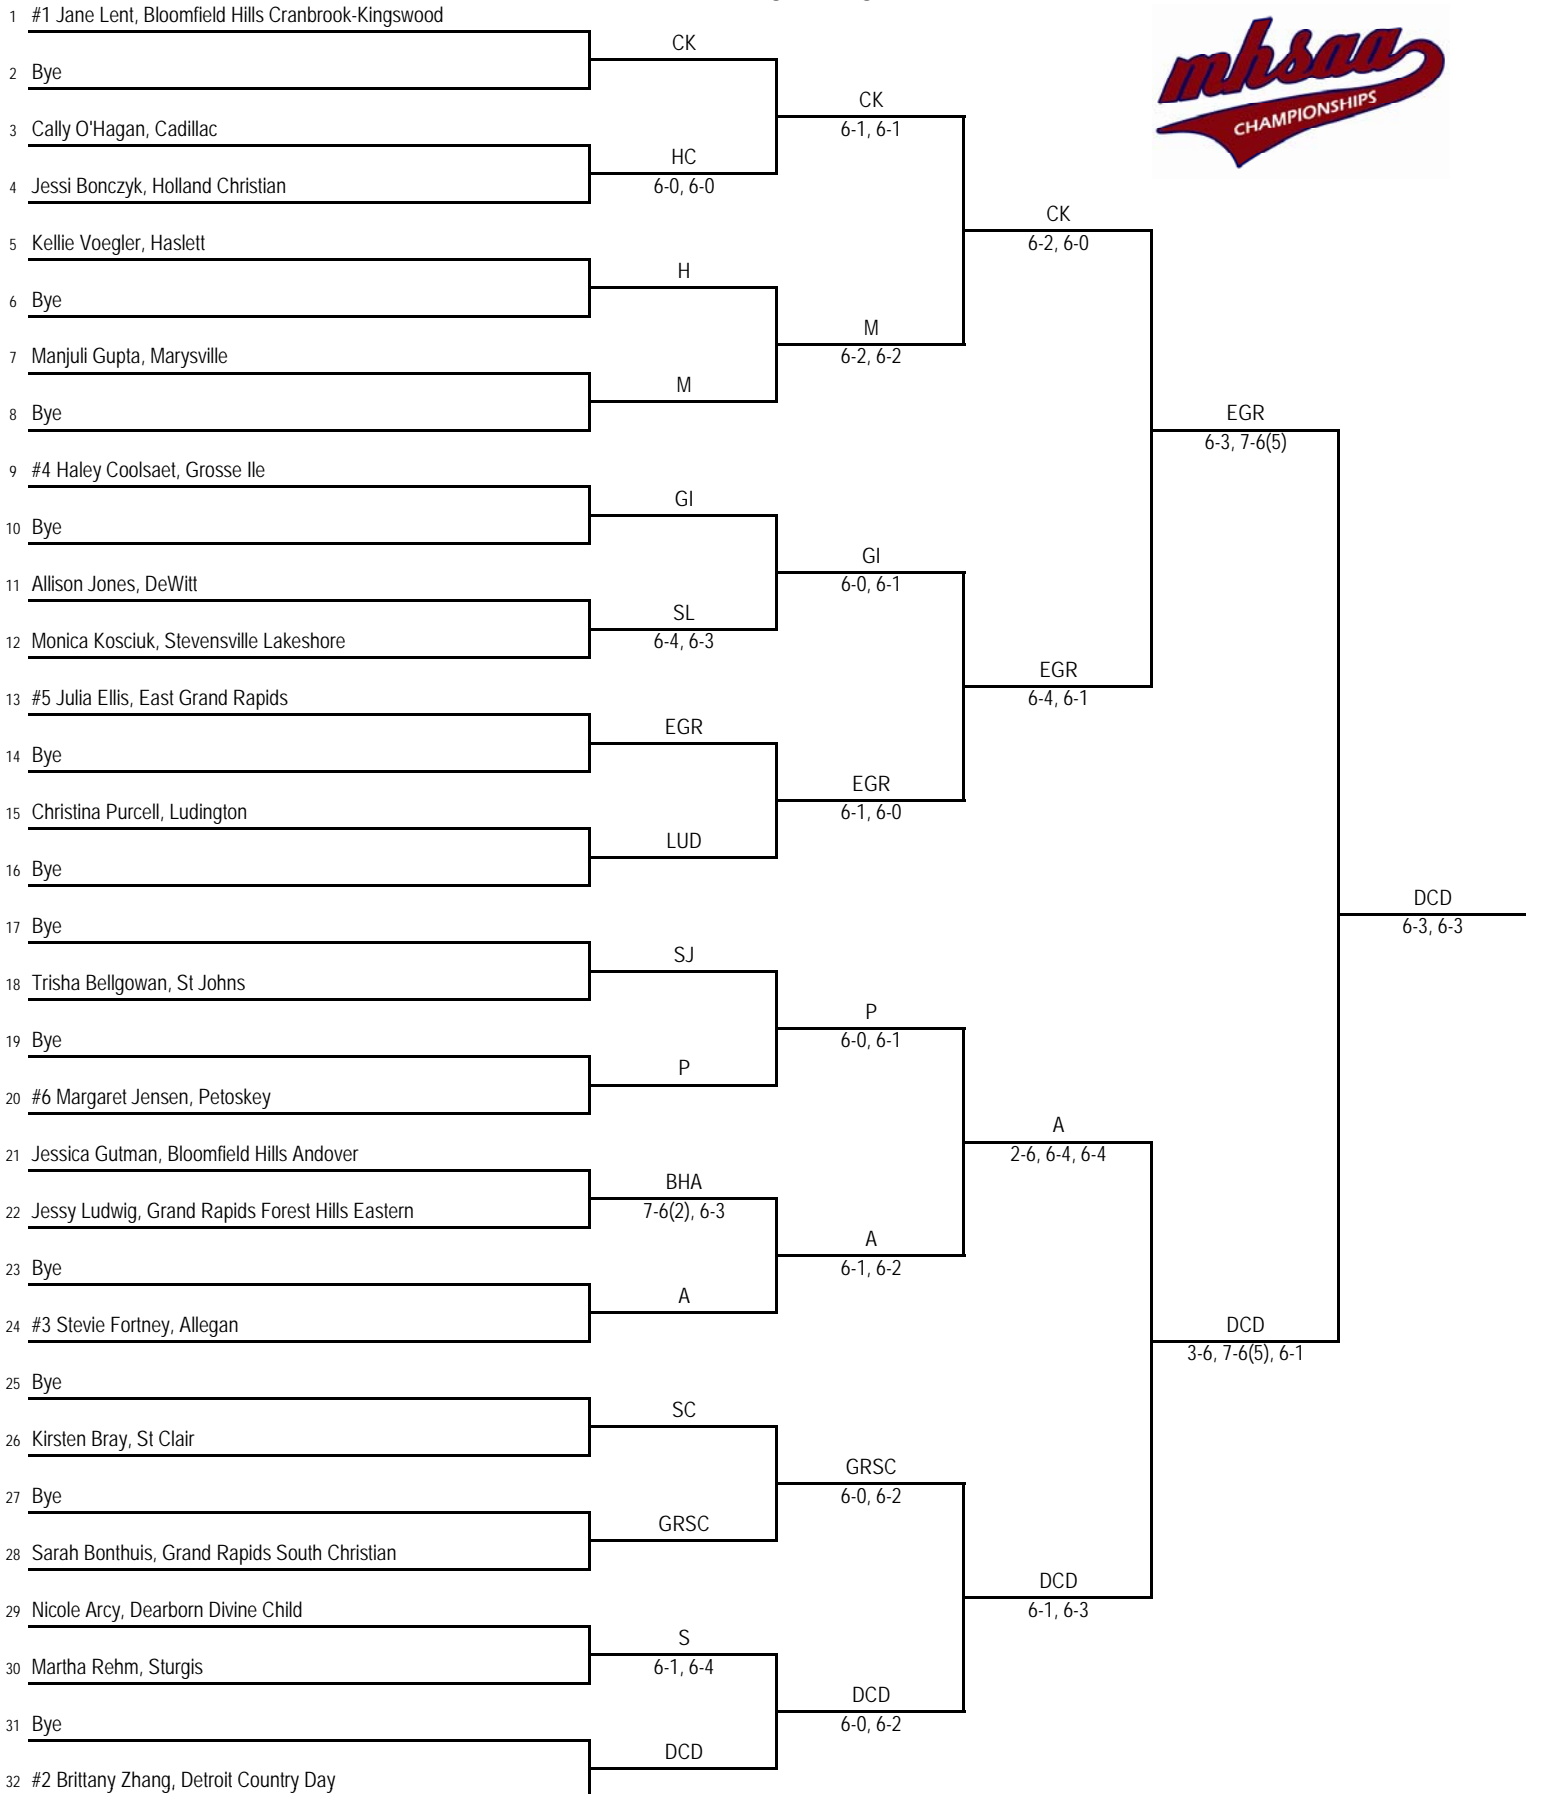 1 #1 Jane Lent, Bloomfield Hills Cranbrook-Kingswood
CK
2 Bye
CK
6-1, 6-1
3 Cally O'Hagan, Cadillac
HC
6-0, 6-0
4 Jessi Bonczyk, Holland Christian
CK
6-2, 6-0
5 Kellie Voegler, Haslett
H
6 Bye
M
6-2, 6-2
7 Manjuli Gupta, Marysville
M
8 Bye
EGR
6-3, 7-6(5)
9 #4 Haley Coolsaet, Grosse Ile
GI
10 Bye
GI
6-0, 6-1
11 Allison Jones, DeWitt
SL
6-4, 6-3
12 Monica Kosciuk, Stevensville Lakeshore
EGR
6-4, 6-1
13 #5 Julia Ellis, East Grand Rapids
EGR
14 Bye
EGR
6-1, 6-0
15 Christina Purcell, Ludington
LUD
16 Bye
DCD
6-3, 6-3
17 Bye
SJ
18 Trisha Bellgowan, St Johns
P
6-0, 6-1
19 Bye
P
20 #6 Margaret Jensen, Petoskey
A
2-6, 6-4, 6-4
21 Jessica Gutman, Bloomfield Hills Andover
BHA
7-6(2), 6-3
22 Jessy Ludwig, Grand Rapids Forest Hills Eastern
A
6-1, 6-2
23 Bye
A
24 #3 Stevie Fortney, Allegan
DCD
3-6, 7-6(5), 6-1
25 Bye
SC
26 Kirsten Bray, St Clair
GRSC
6-0, 6-2
27 Bye
GRSC
28 Sarah Bonthuis, Grand Rapids South Christian
DCD
6-1, 6-3
29 Nicole Arcy, Dearborn Divine Child
S
6-1, 6-4
30 Martha Rehm, Sturgis
DCD
6-0, 6-2
31 Bye
DCD
32 #2 Brittany Zhang, Detroit Country Day
mhsaa
CHAMPIONSHIPS